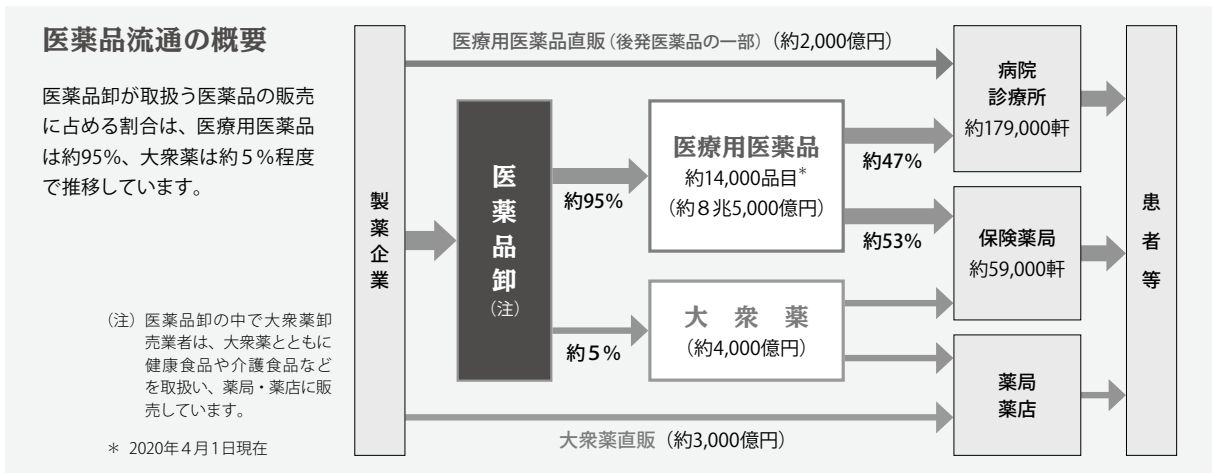 医薬品流通の概要
医薬品卸が取扱う医薬品の販売
に占める割合は、医療用医薬品
は約95%、大衆薬は約5%程度
で推移しています。
(注) 医薬品卸の中で大衆薬卸
売業者は、大衆薬とともに
健康食品や介護食品など
を取扱い、薬局・薬店に販
売しています。
* 2020年4月1日現在
製薬企業
医療用医薬品直販(後発医薬品の一部)(約2,000億円)
医薬品卸
(注)
約95%
約5%
医療用医薬品
約14,000品目*
(約8兆5,000億円)
大衆薬
(約4,000億円)
約47%
約53%
大衆薬直販(約3,000億円)
病院
診療所
約179,000軒
保険薬局
約59,000軒
薬局
薬店
患者等